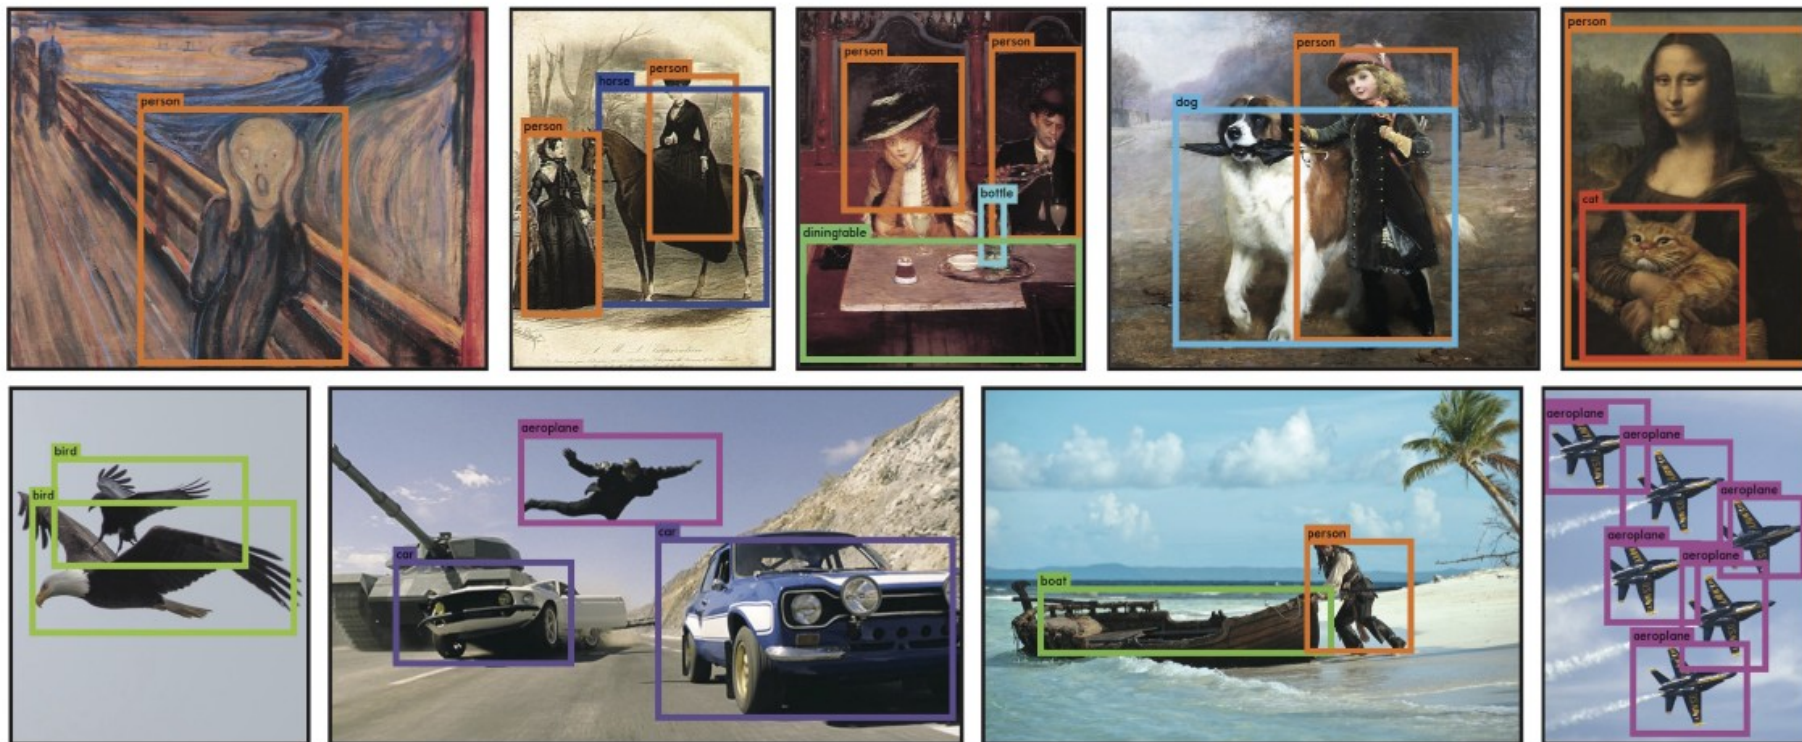 person
person
horse
person
person
person
bottle
diningtable
person
dog
person
cat
bird
bird
aeroplane
car
car
boat
person
aeroplane
aeroplane
aeroplane
aeroplane
aeroplane
aeroplane